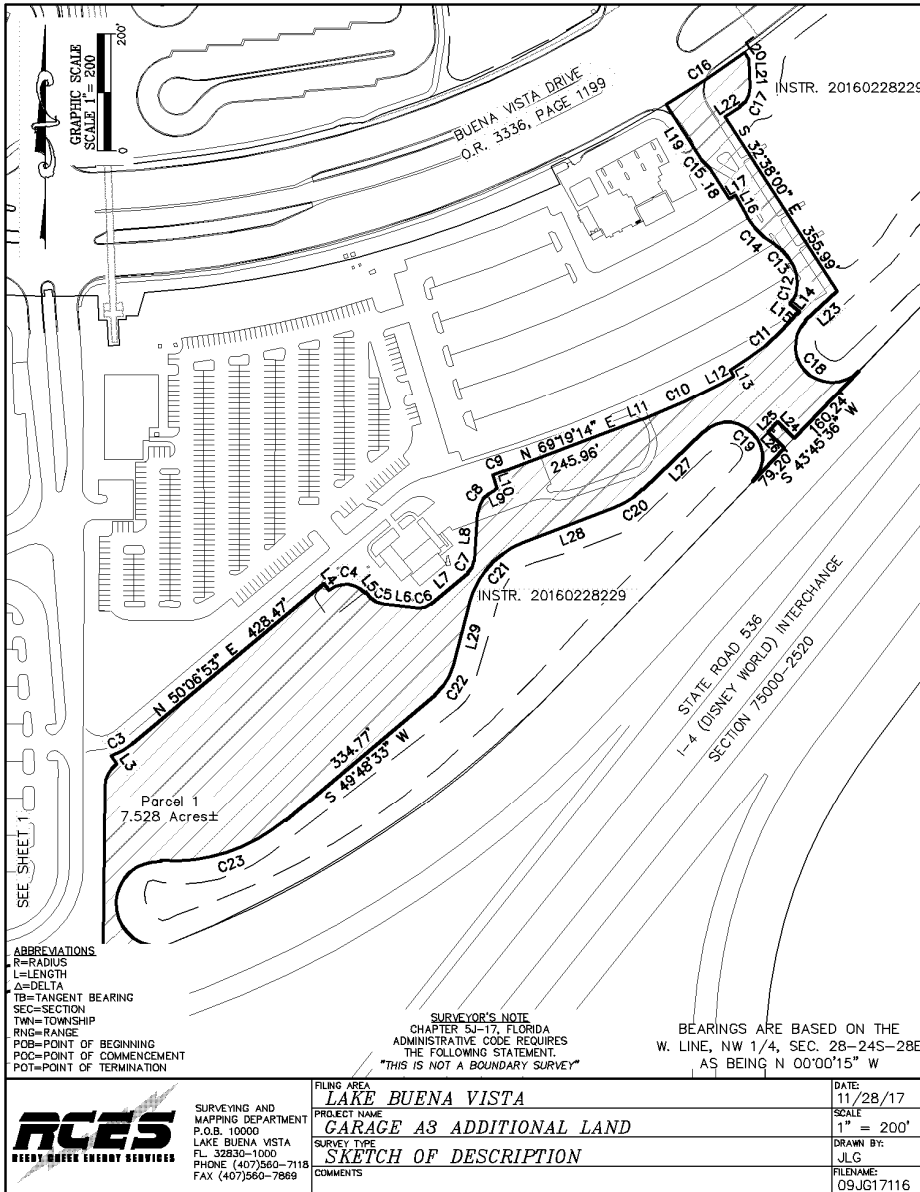 GRAPHIC SCALE
SCALE 1" = 200'
0
200'
BUENA VISTA DRIVE
O.R. 3336, PAGE 1199
C16
L20
L21
INSTR. 20160228229
C17
L22
L19
S 32°38'00" E
355.99'
C15
L18
L17
L16
C14
C13
C12
L14
L15
L23
C11
C18
L12
L13
C10
L11
N 69°19'14" E
245.96'
L25
L24
160.24'
L26
79.20'
S 43°45'36" W
C19
C9
L10
C8
L9
L27
C20
L8
L28
C7
C21
L7
L4
C4
L5
C5
L6
C6
INSTR. 20160228229
N 50°06'53" E 428.47'
L29
C22
STATE ROAD 536
I-4 (DISNEY WORLD) INTERCHANGE
SECTION 75000-2520
C3
L3
334.77'
S 49°48'33" W
Parcel 1
7.528 Acres±
C23
SEE SHEET 1
ABBREVIATIONS
R=RADIUS
L=LENGTH
△=DELTA
TB=TANGENT BEARING
SEC=SECTION
TWN=TOWNSHIP
RNG=RANGE
POB=POINT OF BEGINNING
POC=POINT OF COMMENCEMENT
POT=POINT OF TERMINATION
SURVEYOR'S NOTE
CHAPTER 5J-17, FLORIDA
ADMINISTRATIVE CODE REQUIRES
THE FOLLOWING STATEMENT.
"THIS IS NOT A BOUNDARY SURVEY"
BEARINGS ARE BASED ON THE
W. LINE, NW 1/4, SEC. 28-24S-28E
AS BEING N 00°00'15" W
RCES
REEDY CREEK ENERGY SERVICES
SURVEYING AND
MAPPING DEPARTMENT
P.O.B. 10000
LAKE BUENA VISTA
FL. 32830-1000
PHONE (407)560-7118
FAX (407)560-7869
FILING AREA
LAKE BUENA VISTA
PROJECT NAME
GARAGE A3 ADDITIONAL LAND
SURVEY TYPE
SKETCH OF DESCRIPTION
COMMENTS
DATE:
11/28/17
SCALE
1" = 200'
DRAWN BY:
JLG
FILENAME:
09JG17116